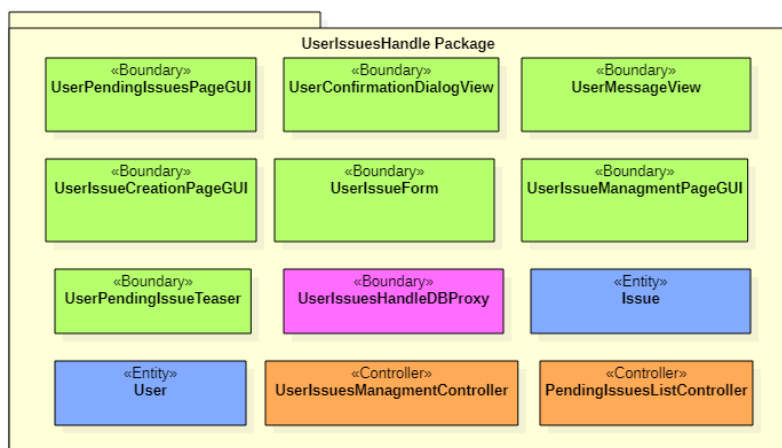 UserIssuesHandle Package
«Boundary»
UserPendingIssuesPageGUI
«Boundary»
UserConfirmationDialogView
«Boundary»
UserMessageView
«Boundary»
UserIssueCreationPageGUI
«Boundary»
UserIssueForm
«Boundary»
UserIssueManagmentPageGUI
«Boundary»
UserPendingIssueTeaser
«Boundary»
UserIssuesHandleDBProxy
«Entity»
Issue
«Entity»
User
«Controller»
UserIssuesManagmentController
«Controller»
PendingIssuesListController